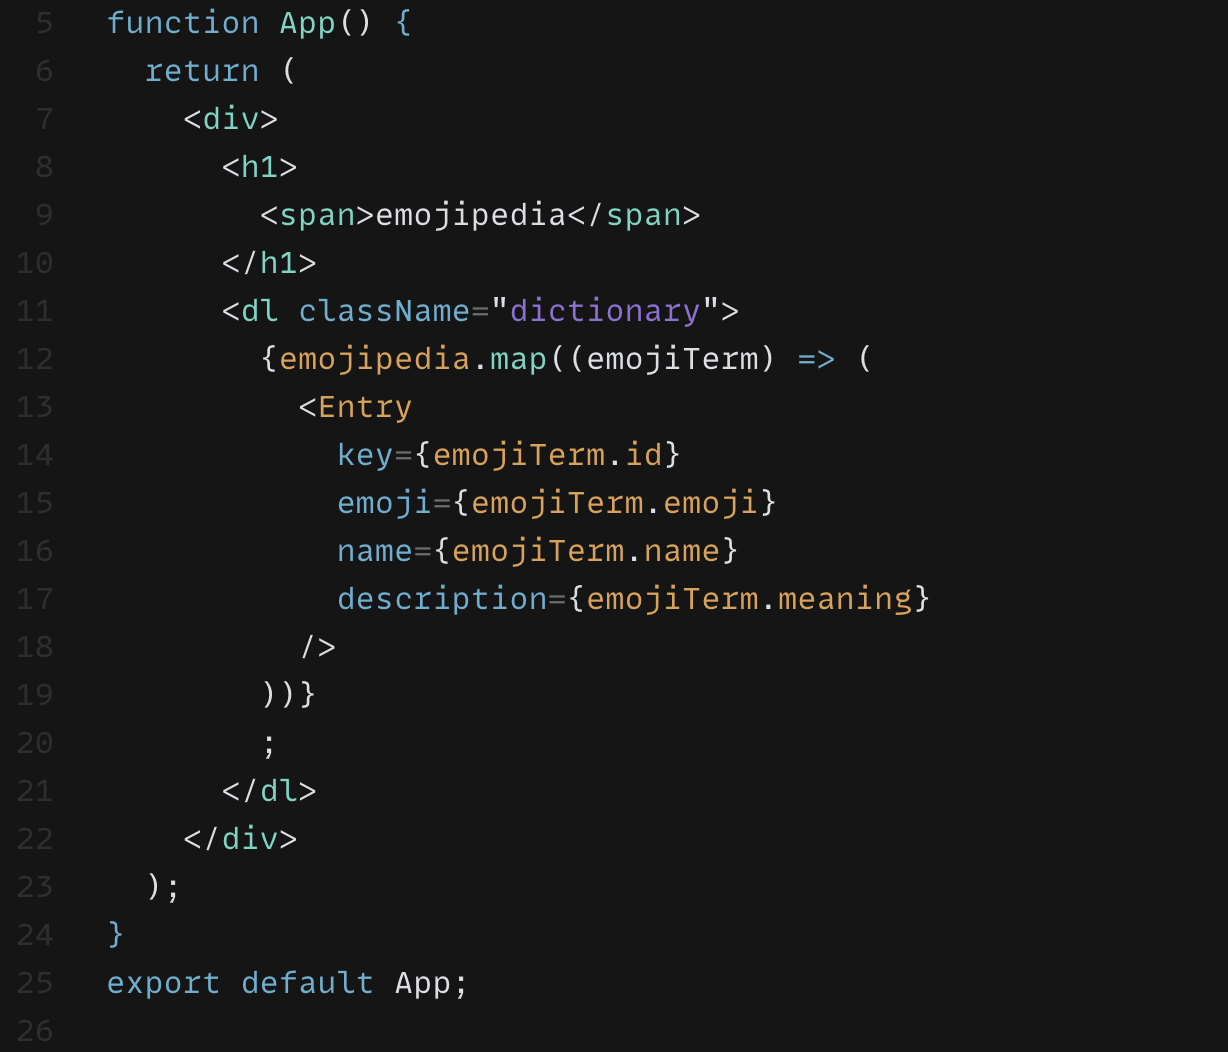 5 function App() {
6 return (
7 <div>
8 <h1>
9 <span>emojipedia</span>
10 </h1>
11 <dl className="dictionary">
12 {emojipedia.map((emojiTerm) => (
13 <Entry
14 key={emojiTerm.id}
15 emoji={emojiTerm.emoji}
16 name={emojiTerm.name}
17 description={emojiTerm.meaning}
18 />
19 ))}
20 ;
21 </dl>
22 </div>
23 );
24 }
25 export default App;
26